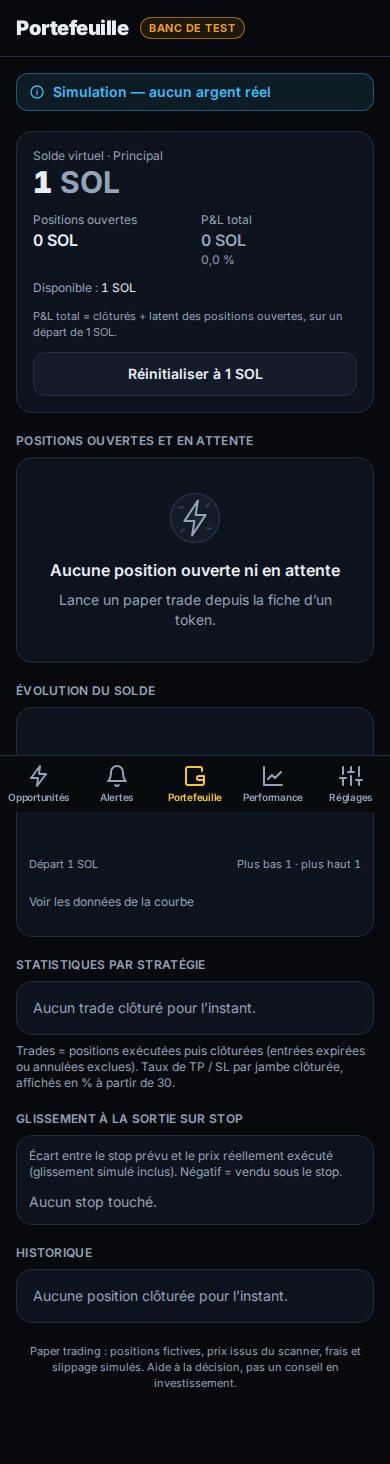 Portefeuille BANC DE TEST
Simulation — aucun argent réel
Solde virtuel · Principal
1 SOL
Positions ouvertes P&L total
0 SOL 0 SOL
0,0 %
Disponible : 1 SOL
P&L total = clôturés + latent des positions ouvertes, sur un
départ de 1 SOL.
Réinitialiser à 1 SOL
POSITIONS OUVERTES ET EN ATTENTE
Aucune position ouverte ni en attente
Lance un paper trade depuis la fiche d’un
token.
ÉVOLUTION DU SOLDE
Opportunités Alertes Portefeuille Performance Réglages
Départ 1 SOL Plus bas 1 · plus haut 1
Voir les données de la courbe
STATISTIQUES PAR STRATÉGIE
Aucun trade clôturé pour l’instant.
Trades = positions exécutées puis clôturées (entrées expirées
ou annulées exclues). Taux de TP / SL par jambe clôturée,
affichés en % à partir de 30.
GLISSEMENT À LA SORTIE SUR STOP
Écart entre le stop prévu et le prix réellement exécuté
(glissement simulé inclus). Négatif = vendu sous le stop.
Aucun stop touché.
HISTORIQUE
Aucune position clôturée pour l’instant.
Paper trading : positions fictives, prix issus du scanner, frais et
slippage simulés. Aide à la décision, pas un conseil en
investissement.